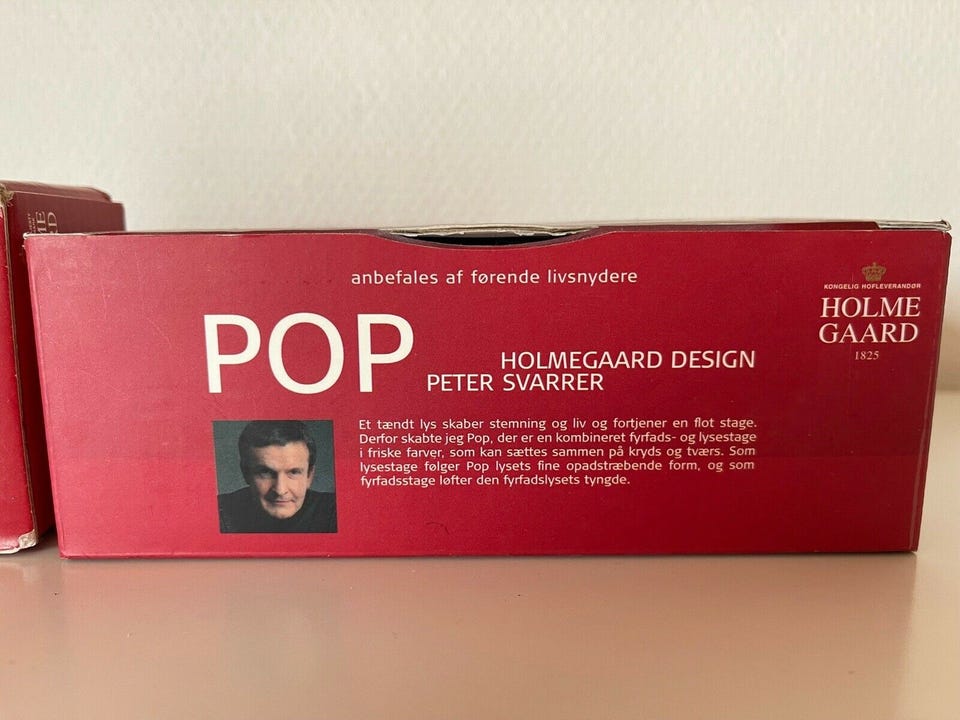 anbefales af førende livsnydere
KONGELIG HOFLEVERANDØR
HOLME
GAARD
1825
POP
HOLMEGAARD DESIGN
PETER SVARRER
Et tændt lys skaber stemning og liv og fortjener en flot stage.
Derfor skabte jeg Pop, der er en kombineret fyrfads- og lysestage
i friske farver, som kan sættes sammen på kryds og tværs. Som
lysestage følger Pop lysets fine opadstræbende form, og som
fyrfadsstage løfter den fyrfadslysets tyngde.